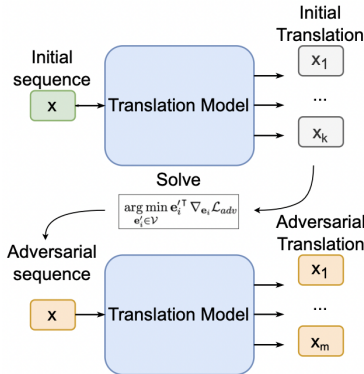 Initial
sequence
x
Translation Model
Initial
Translation
x₁
...
xₖ
Solve
arg min e′ᵢᵀ ∇ₑᵢ ℒₐdᵥ
e′ᵢ∈𝒱
Adversarial
sequence
x
Translation Model
Adversarial
Translation
x₁
...
xₘ